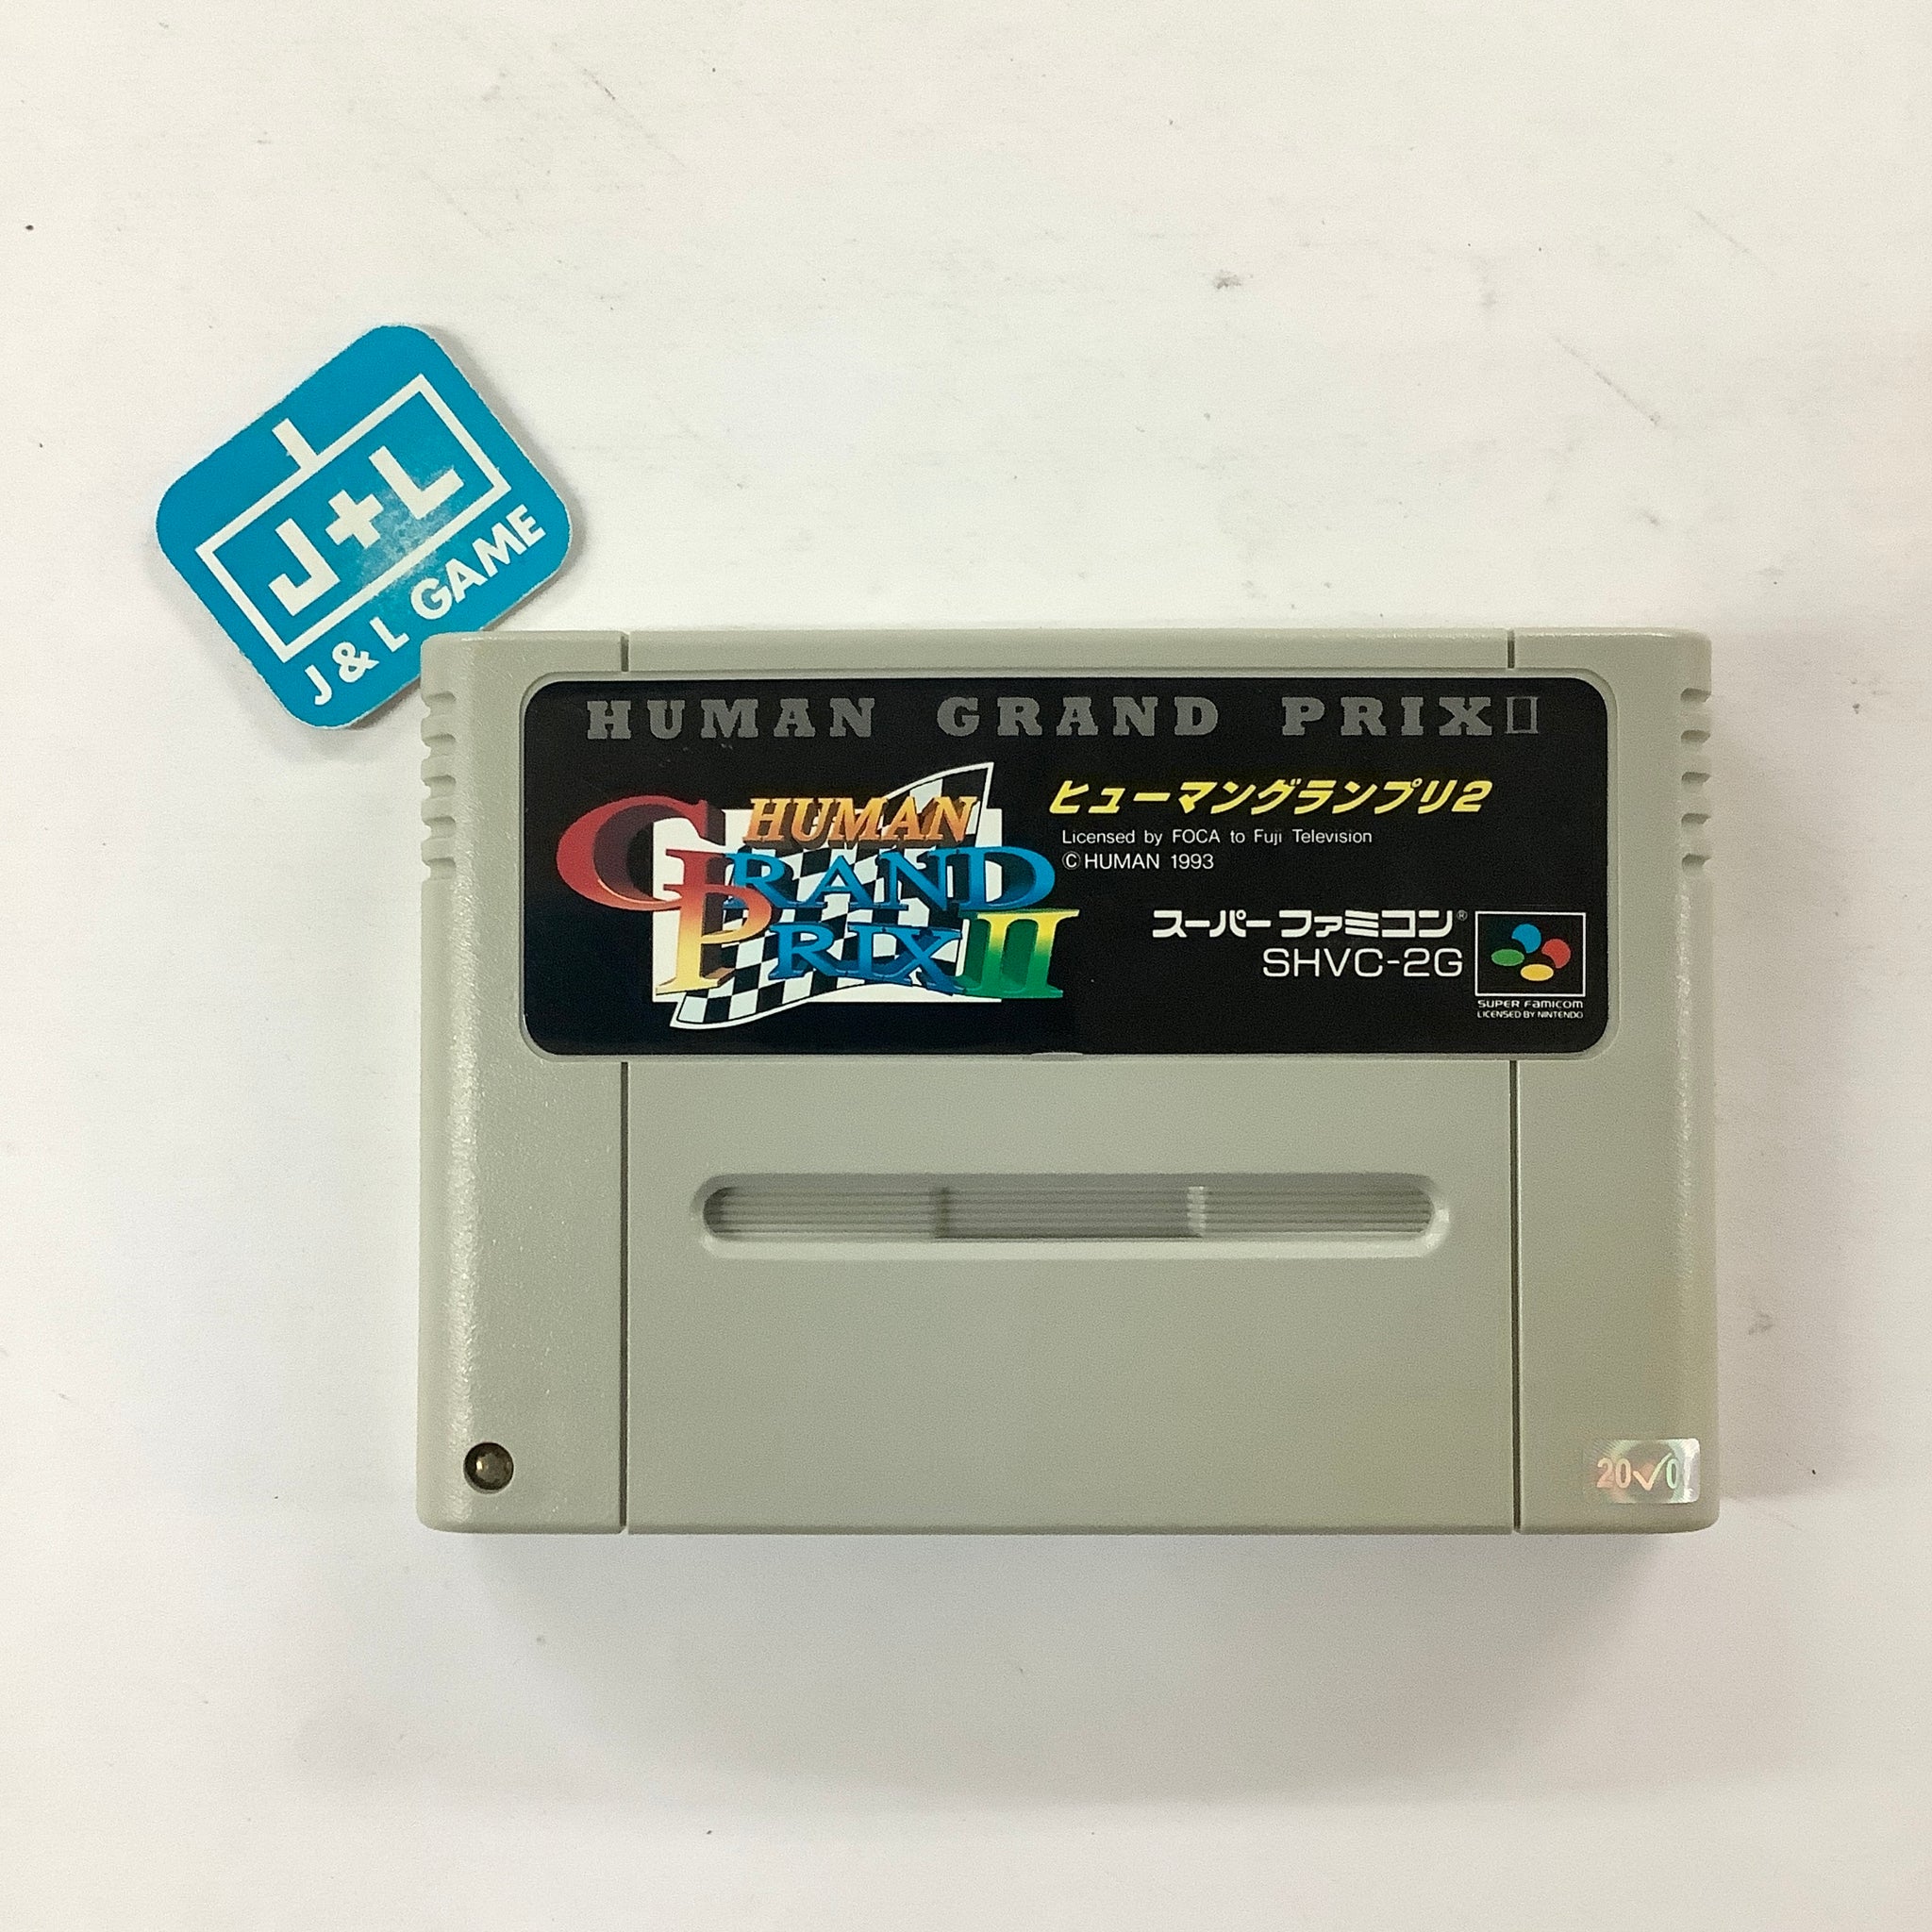 J+L
J & L GAME
HUMAN GRAND PRIX II
HUMAN
GRAND
PRIX II
ヒューマングランプリ2
Licensed by FOCA to Fuji Television
©HUMAN 1993
スーパーファミコン®
SHVC-2G
SUPER FAMICOM
LICENSED BY NINTENDO